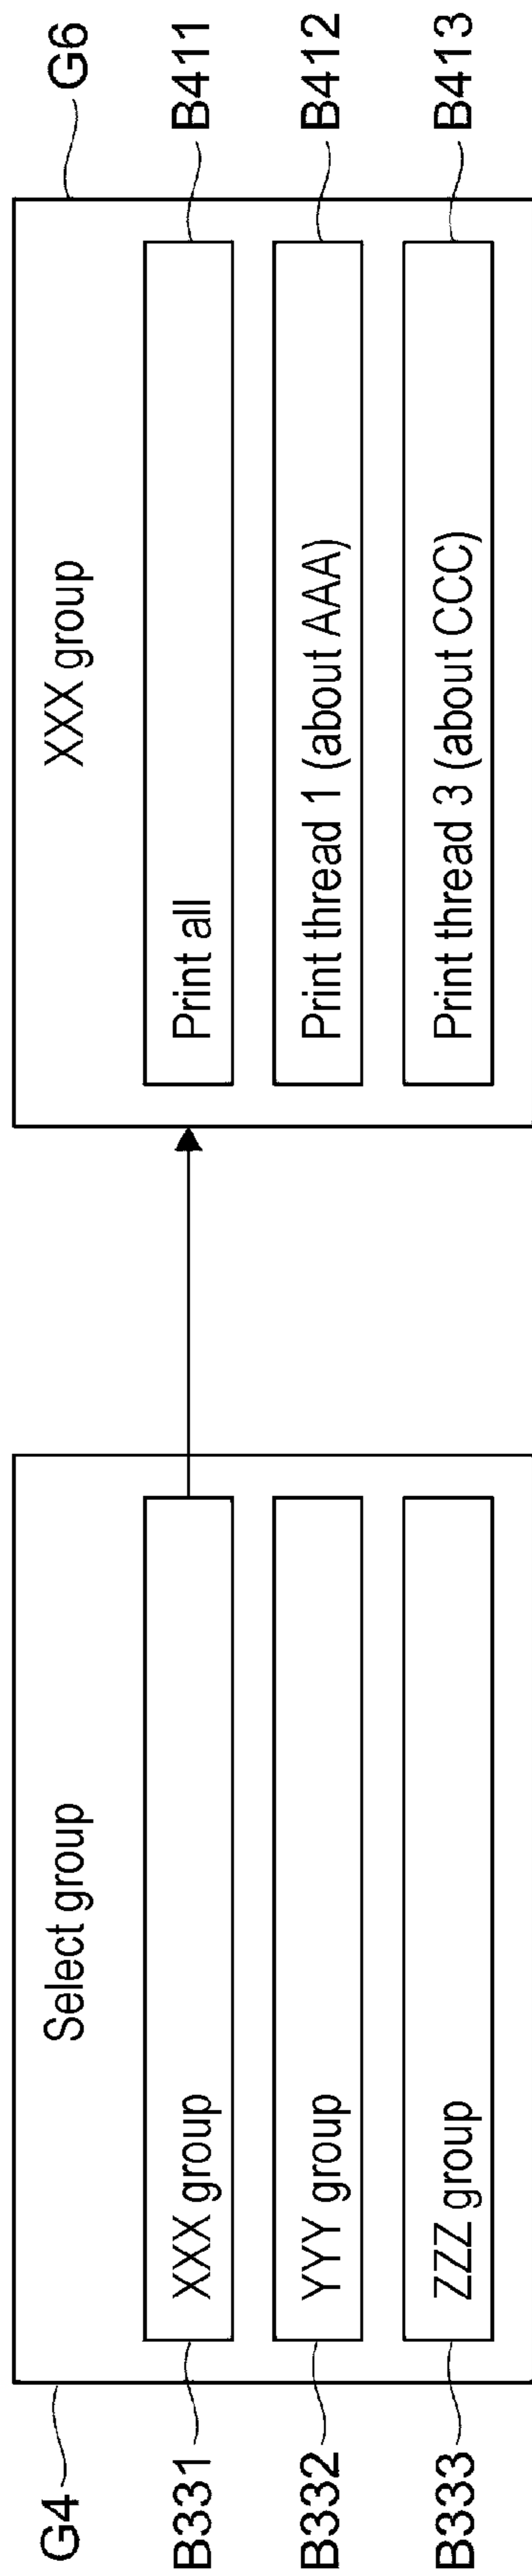 G4
Select group
B331
XXX group
B332
YYY group
B333
ZZZ group
G6
XXX group
B411
Print all
B412
Print thread 1 (about AAA)
B413
Print thread 3 (about CCC)